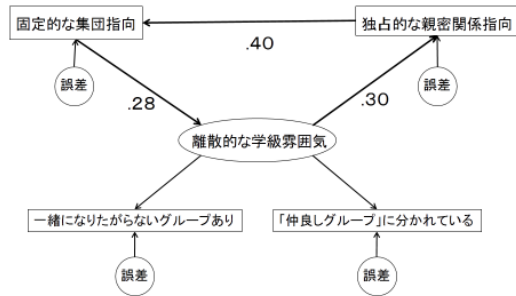 固定的な集団指向
独占的な親密関係指向
.40
誤差
誤差
.28
.30
離散的な学級雰囲気
一緒になりたがらないグループあり
「仲良しグループ」に分かれている
誤差
誤差